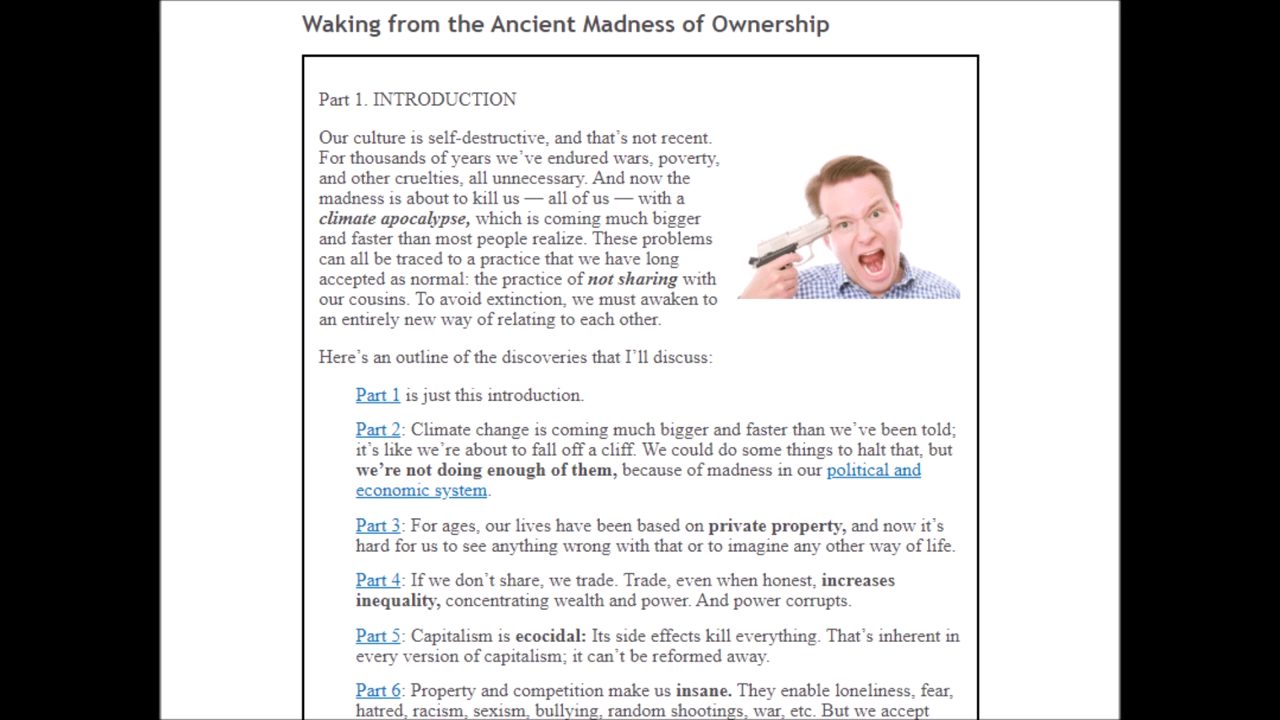 Waking from the Ancient Madness of Ownership
Part 1. INTRODUCTION
Our culture is self-destructive, and that’s not recent.
For thousands of years we’ve endured wars, poverty,
and other cruelties, all unnecessary. And now the
madness is about to kill us — all of us — with a
climate apocalypse, which is coming much bigger
and faster than most people realize. These problems
can all be traced to a practice that we have long
accepted as normal: the practice of not sharing with
our cousins. To avoid extinction, we must awaken to
an entirely new way of relating to each other.
Here’s an outline of the discoveries that I’ll discuss:
Part 1 is just this introduction.
Part 2: Climate change is coming much bigger and faster than we’ve been told;
it’s like we’re about to fall off a cliff. We could do some things to halt that, but
we’re not doing enough of them, because of madness in our political and
economic system.
Part 3: For ages, our lives have been based on private property, and now it’s
hard for us to see anything wrong with that or to imagine any other way of life.
Part 4: If we don’t share, we trade. Trade, even when honest, increases
inequality, concentrating wealth and power. And power corrupts.
Part 5: Capitalism is ecocidal: Its side effects kill everything. That’s inherent in
every version of capitalism; it can’t be reformed away.
Part 6: Property and competition make us insane. They enable loneliness, fear,
hatred, racism, sexism, bullying, random shootings, war, etc. But we accept